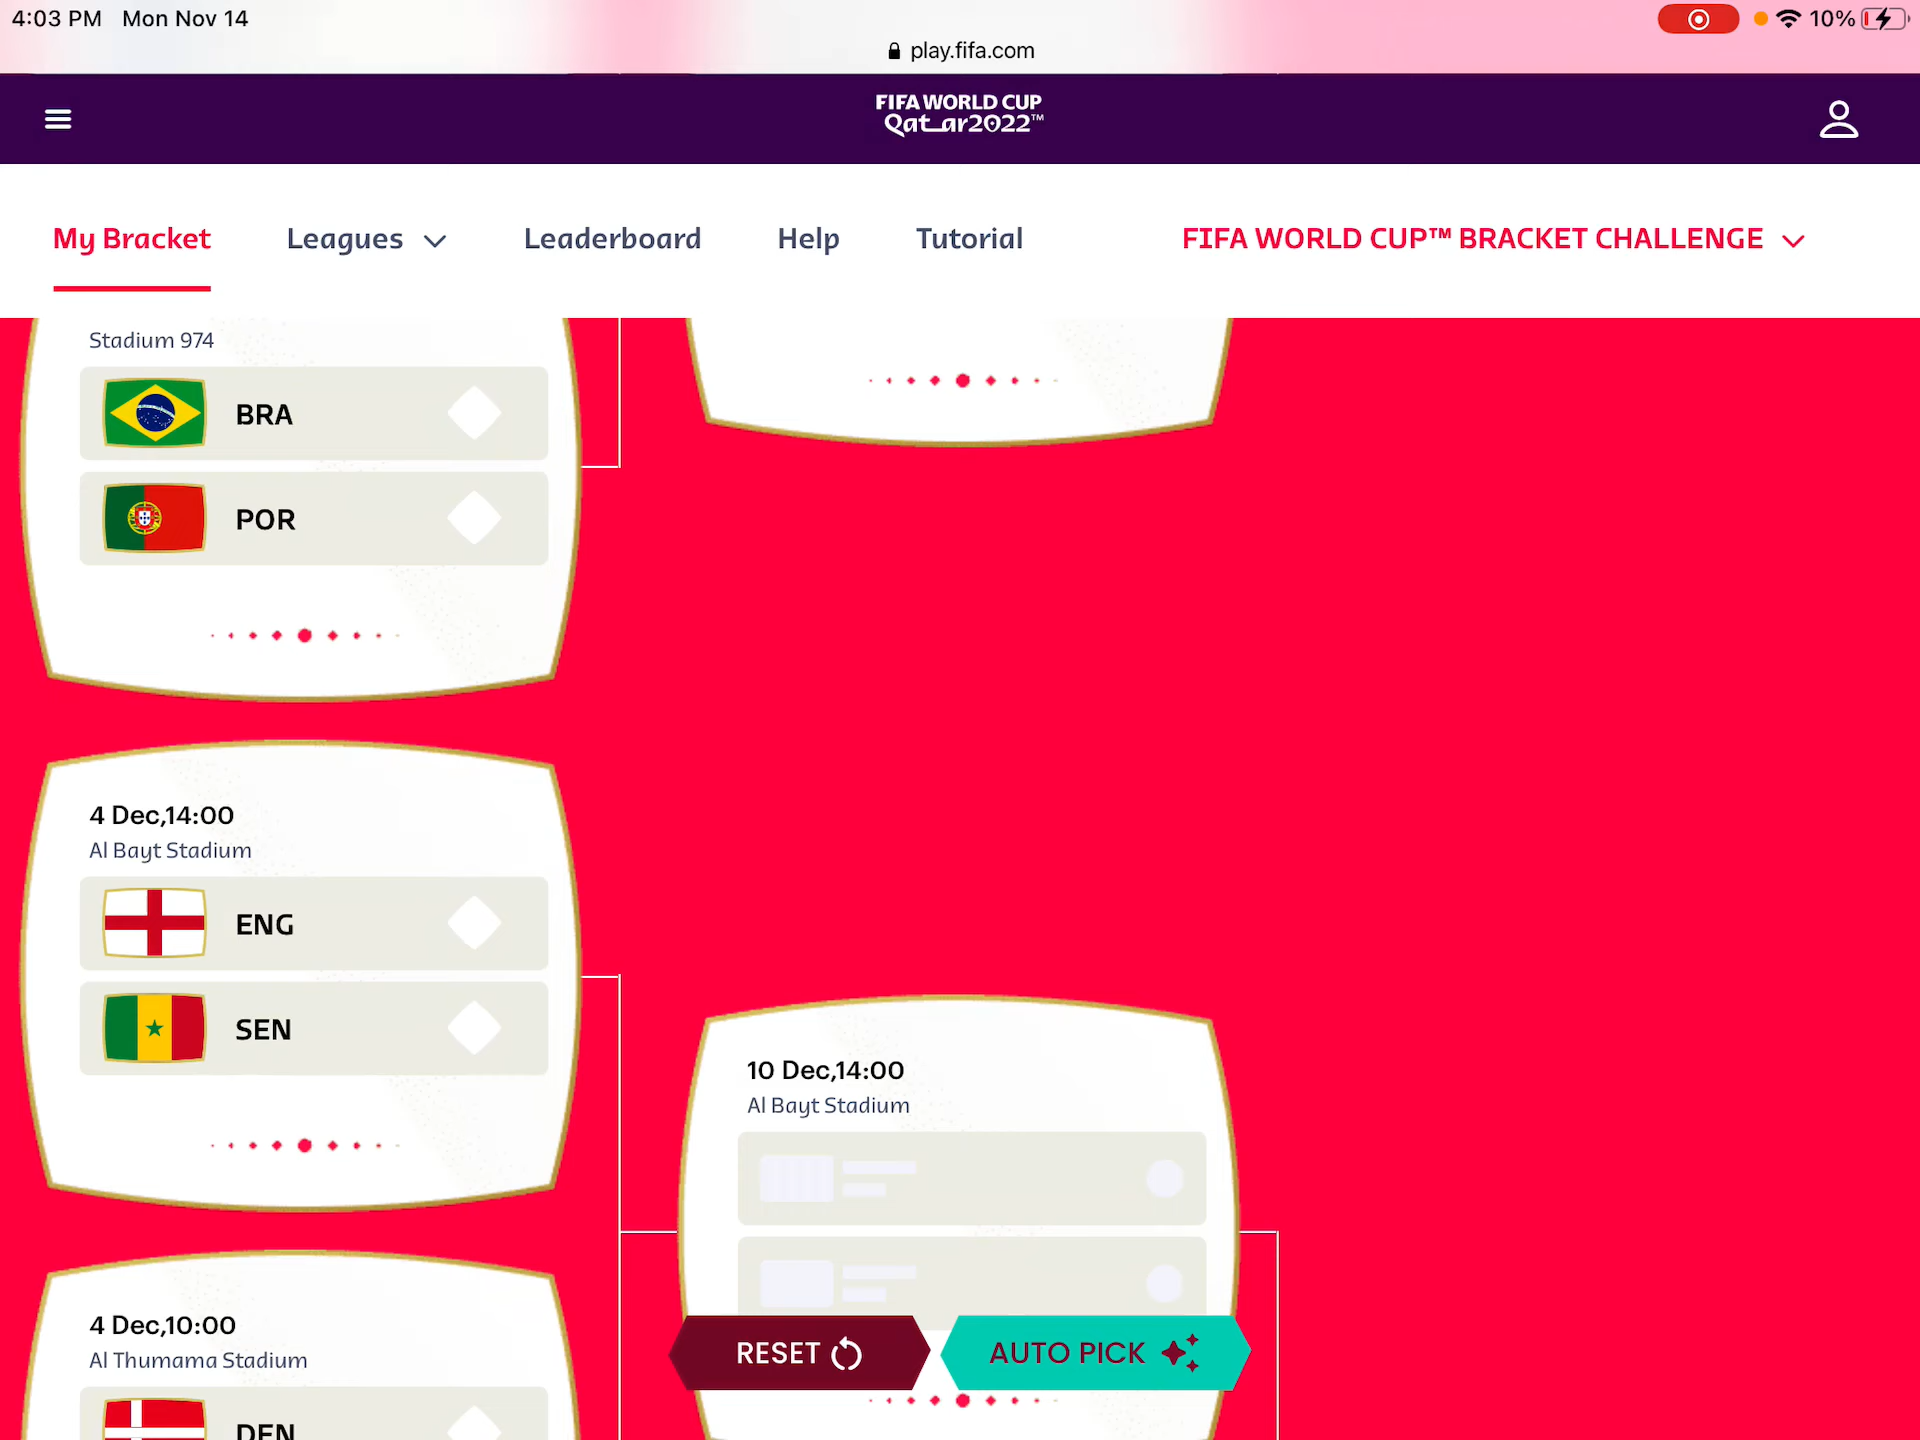 4:03 PM Mon Nov 14
10%
play.fifa.com
FIFA WORLD CUP
Qatar2022™
My Bracket
Leagues
Leaderboard
Help
Tutorial
FIFA WORLD CUP™ BRACKET CHALLENGE
Stadium 974
BRA
POR
4 Dec,14:00
Al Bayt Stadium
ENG
SEN
10 Dec,14:00
Al Bayt Stadium
4 Dec,10:00
Al Thumama Stadium
DEN
RESET
AUTO PICK